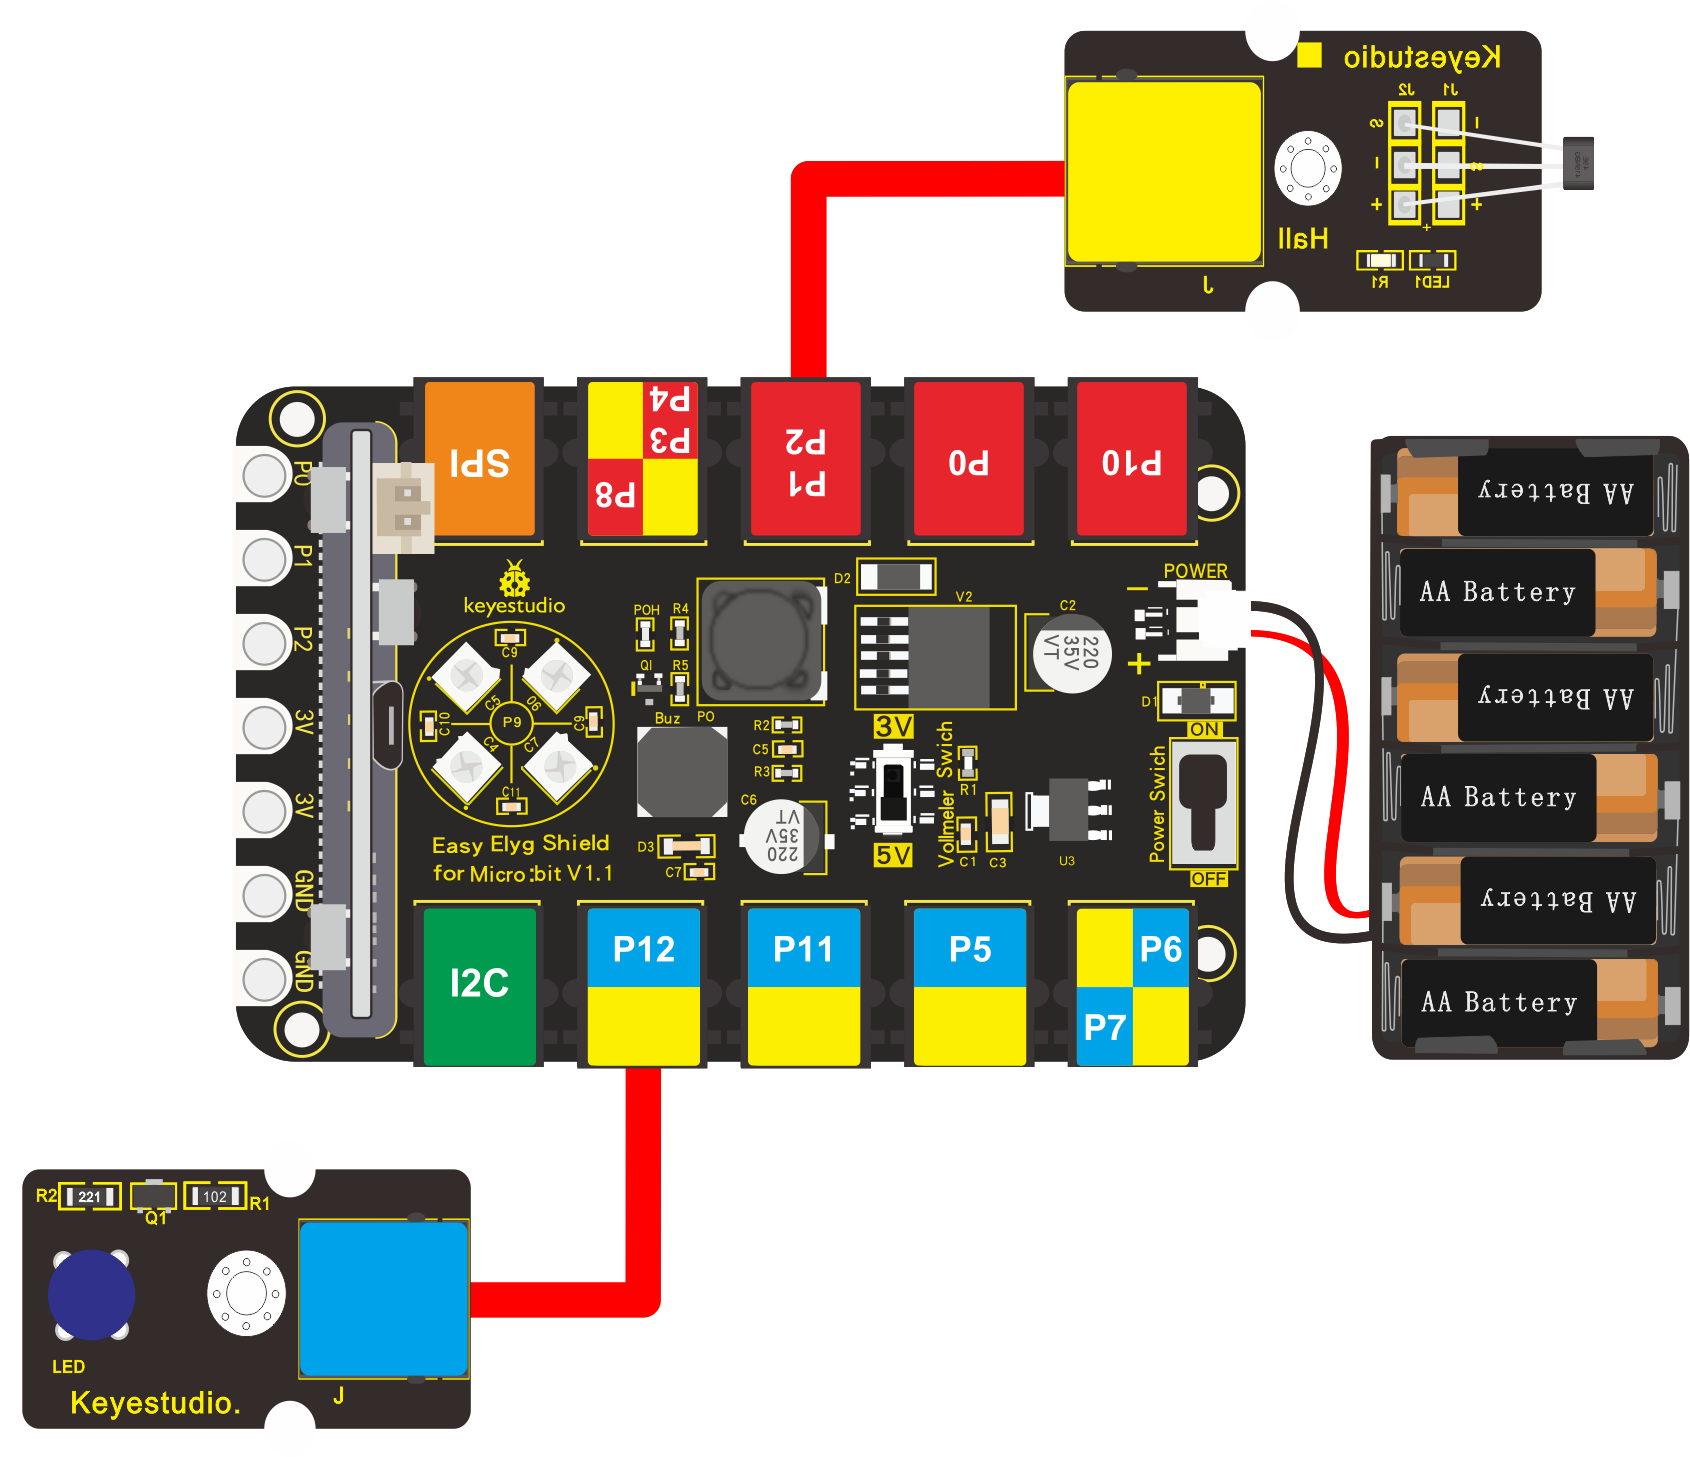 Keyestudio
J2 J1
S -
- S
+ +
+
Hall
R1 LED1
J
SPI
P4
P3
P8
P2
P1
P0
P10
P0
P1
P2
3V
3V
GND
GND
keyestudio
C9
C5 D6
C10 P9 C9
C4 C7
C11
Easy Elyg Shield
for Micro:bit V1.1
POH R4
Q1 R5
Buz PO
R2
C5
R3
C6
220
35V
VT
D3
C7
D2
V2
C2
220
35V
VT
3V
5V
Vollmeler Swich
R1
C1 C3
U3
POWER
-
+
D1
ON
Power Swich
OFF
I2C
P12
P11
P5
P6
P7
AA Battery
AA Battery
AA Battery
AA Battery
AA Battery
AA Battery
R2 221 102 R1
Q1
LED
Keyestudio.
J